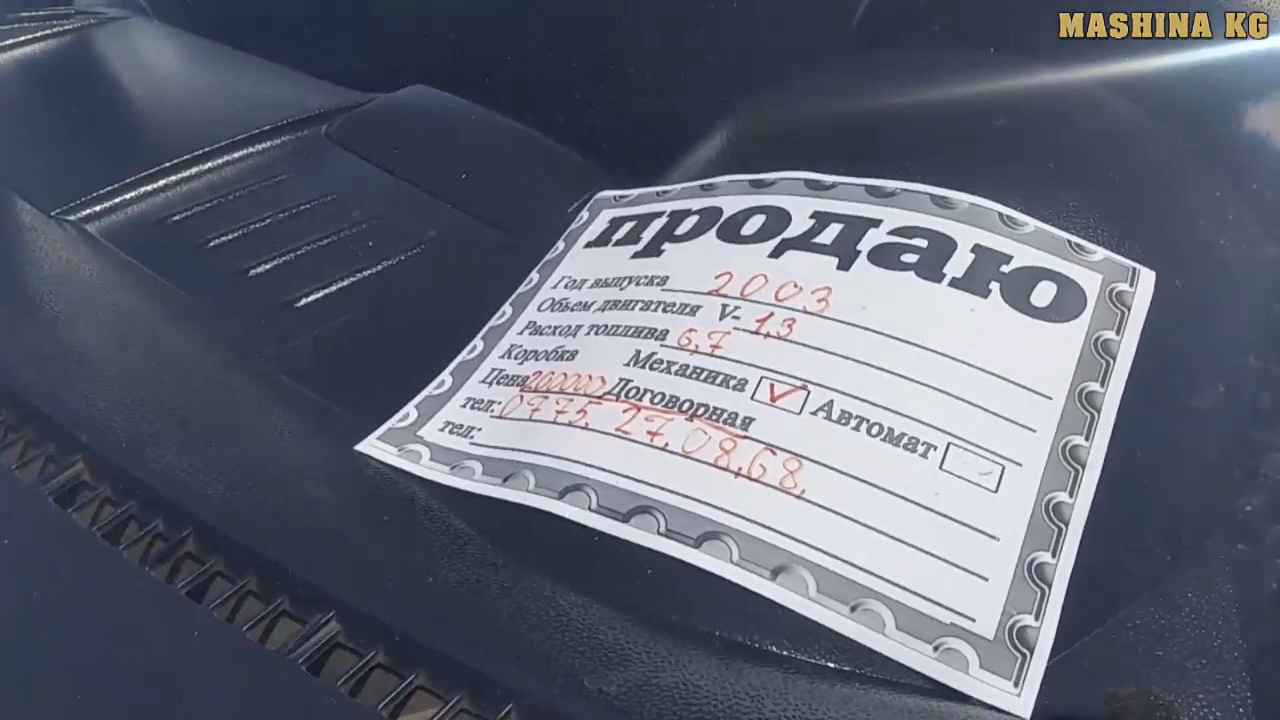 MASHINA KG
продаю
Год выпуска 2003
Объем двигателя V- 1,3
Расход топлива 6,7
Коробка Механика Автомат
Цена 260000 Договорная
тел: 0775. 27. 08, 68,
тел: